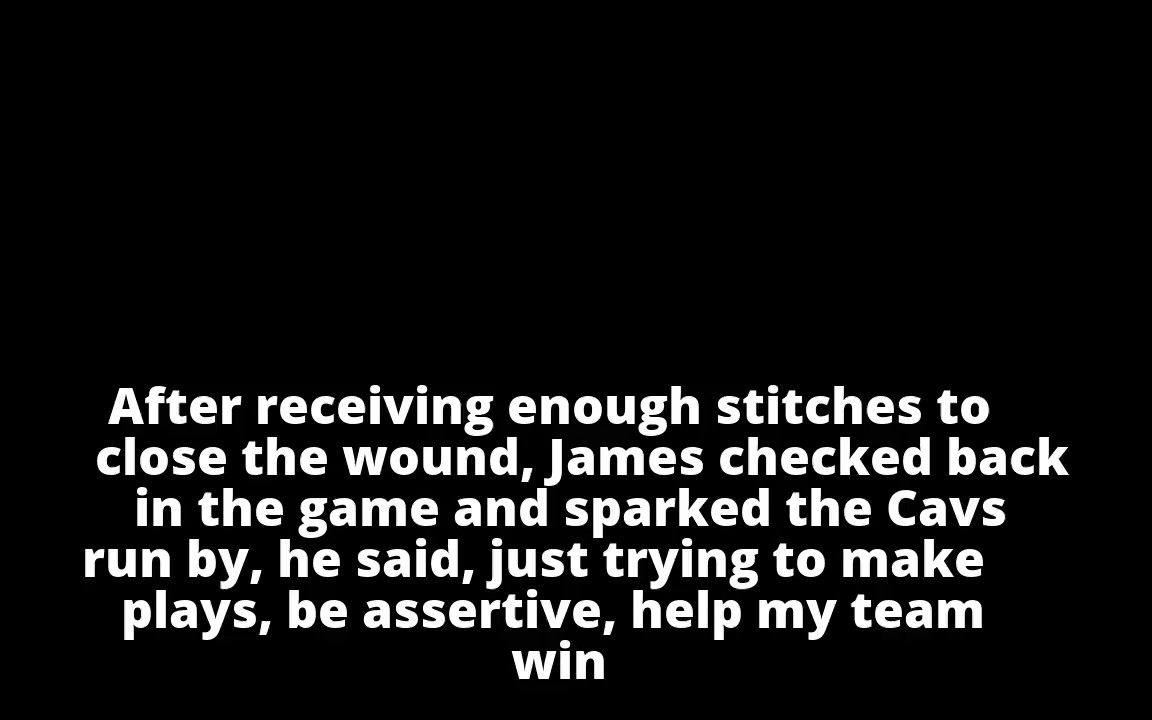 After receiving enough stitches to
close the wound, James checked back
in the game and sparked the Cavs
run by, he said, just trying to make
plays, be assertive, help my team
win